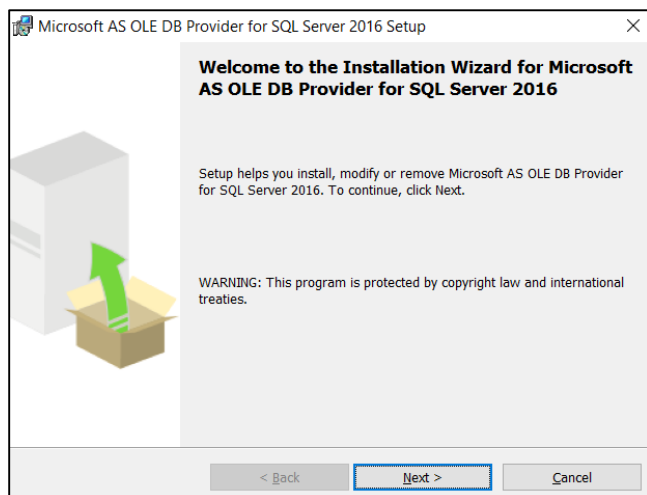 Microsoft AS OLE DB Provider for SQL Server 2016 Setup
Welcome to the Installation Wizard for Microsoft
AS OLE DB Provider for SQL Server 2016
Setup helps you install, modify or remove Microsoft AS OLE DB Provider
for SQL Server 2016. To continue, click Next.
WARNING: This program is protected by copyright law and international
treaties.
< Back
Next >
Cancel